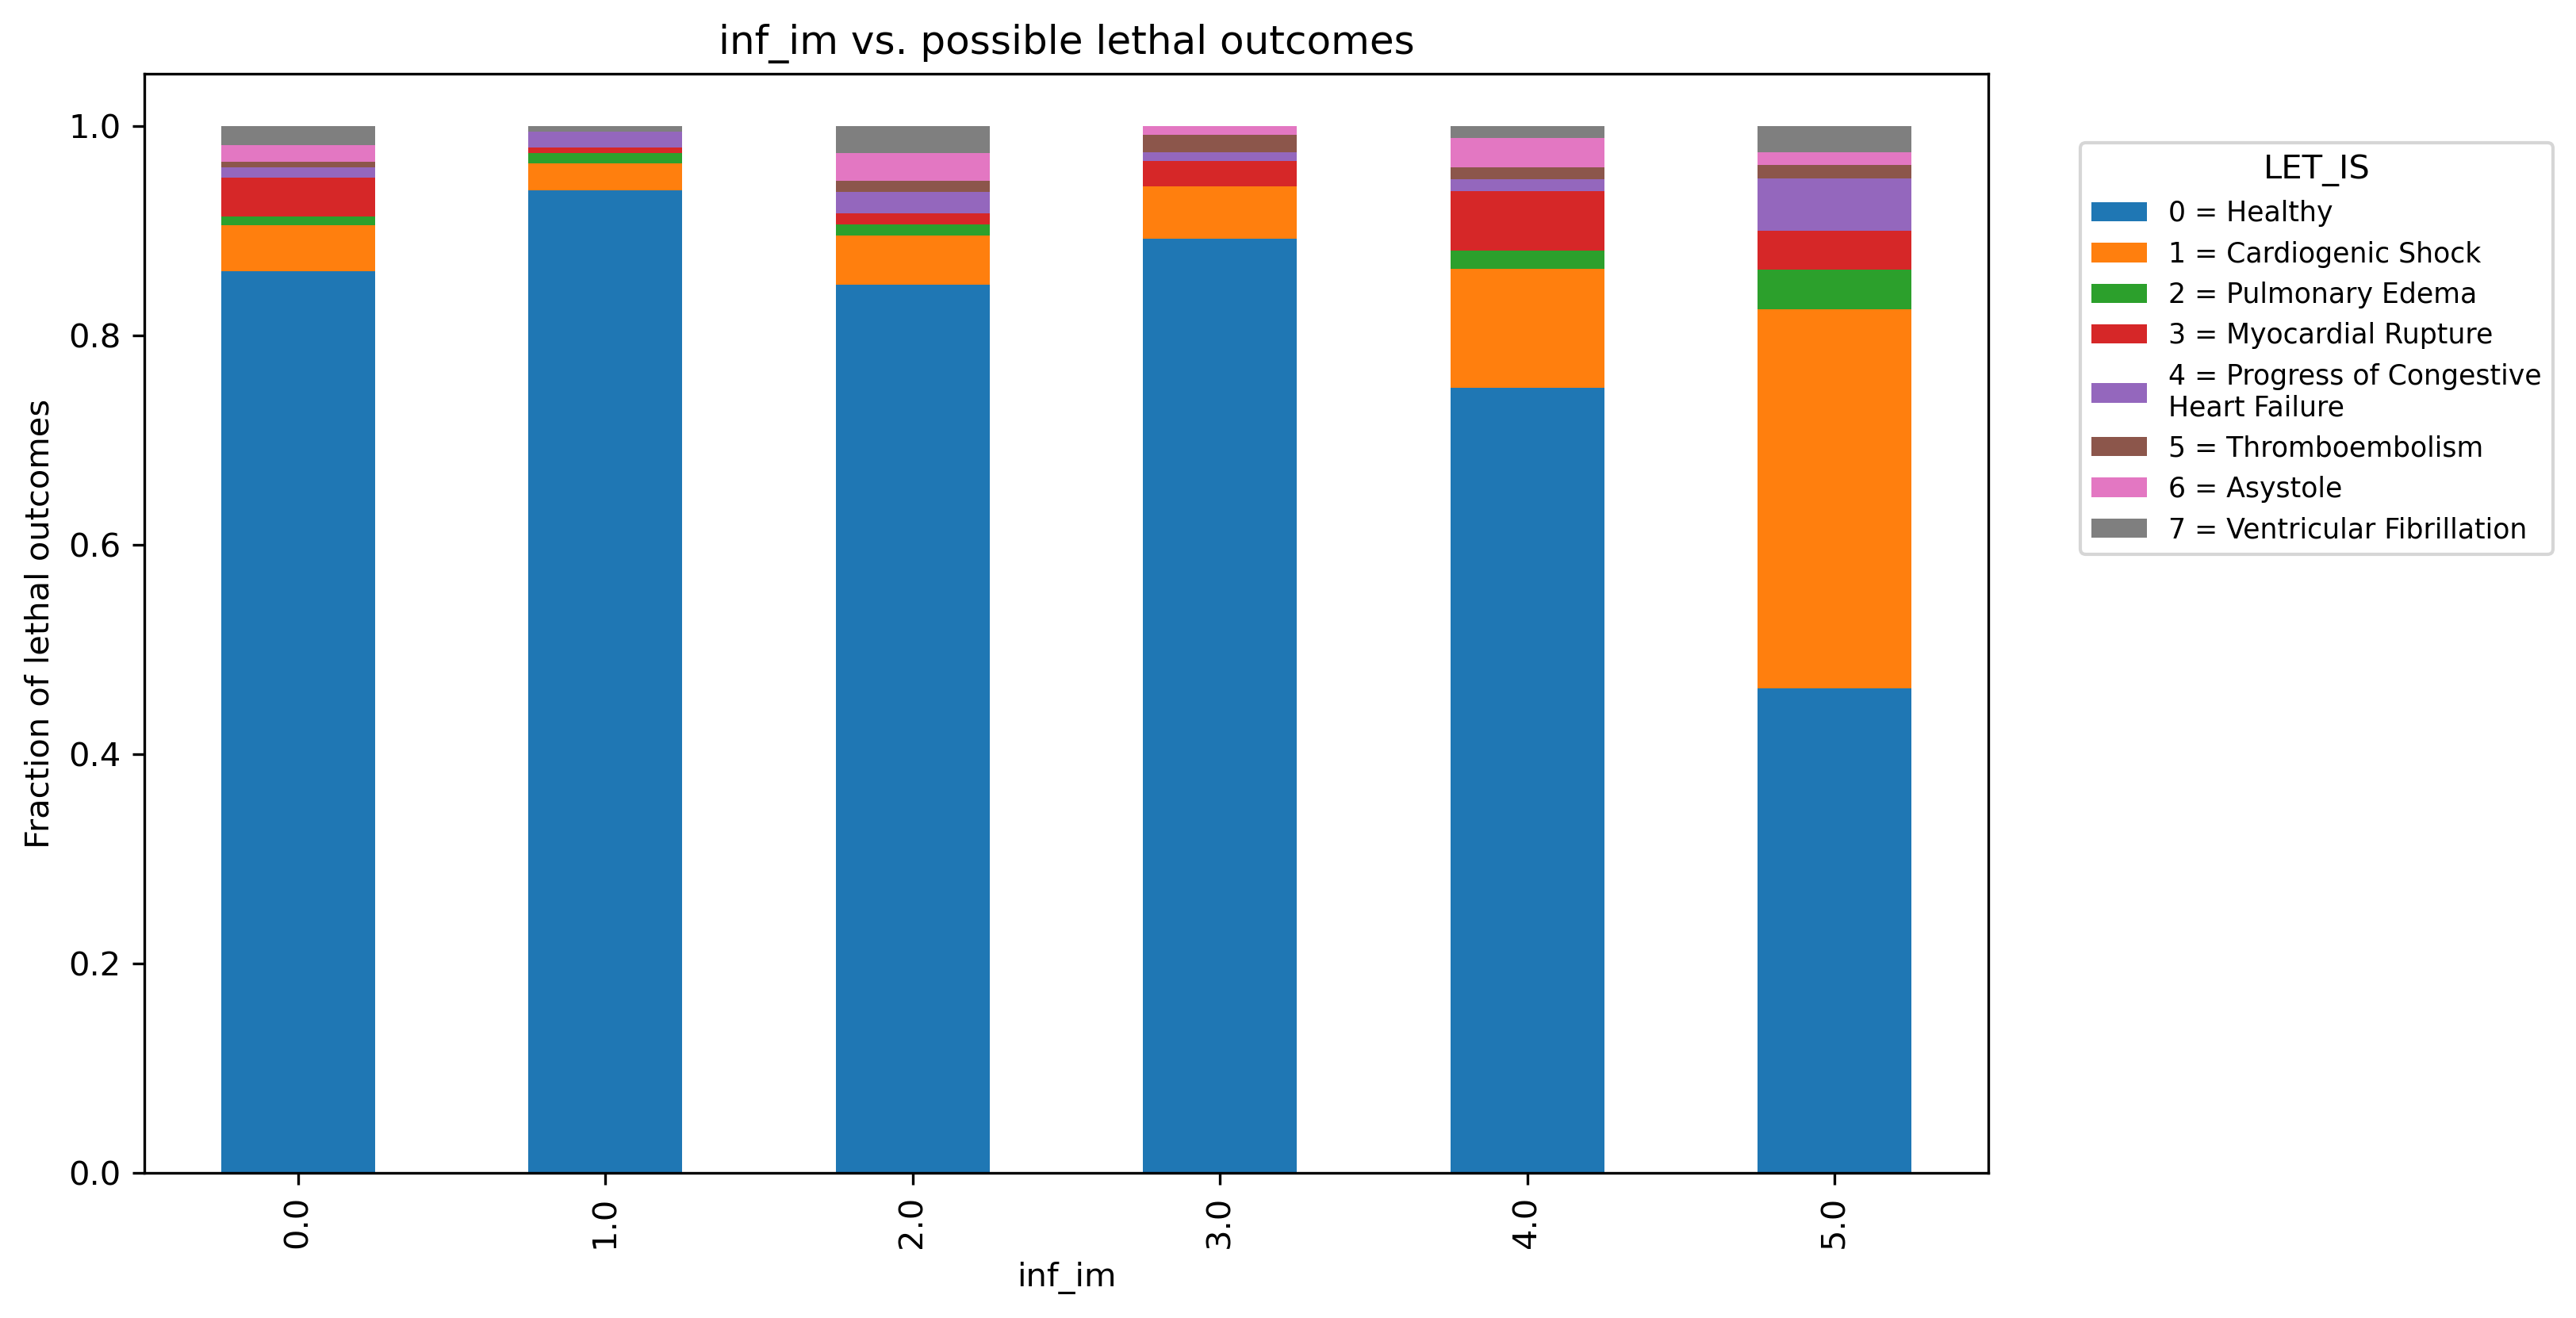 inf_im vs. possible lethal outcomes
Fraction of lethal outcomes
1.0
0.8
0.6
0.4
0.2
0.0
0.0
1.0
2.0
3.0
4.0
5.0
inf_im
LET_IS
0 = Healthy
1 = Cardiogenic Shock
2 = Pulmonary Edema
3 = Myocardial Rupture
4 = Progress of Congestive
Heart Failure
5 = Thromboembolism
6 = Asystole
7 = Ventricular Fibrillation